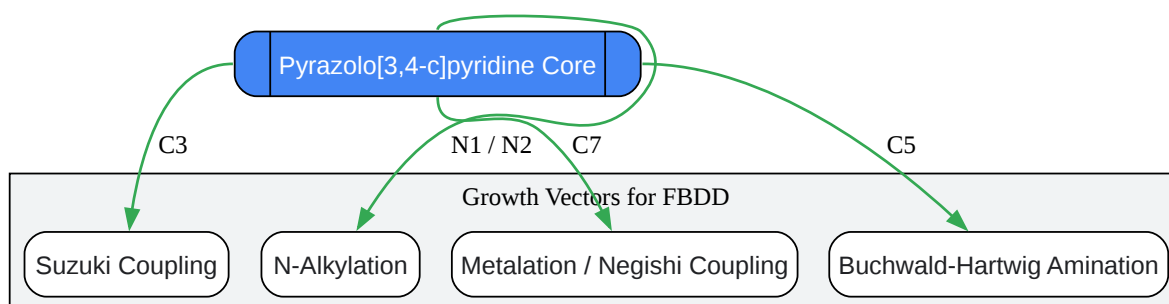 Pyrazolo[3,4-c]pyridine Core
C3
N1 / N2
C7
C5
Growth Vectors for FBDD
Suzuki Coupling
N-Alkylation
Metalation / Negishi Coupling
Buchwald-Hartwig Amination